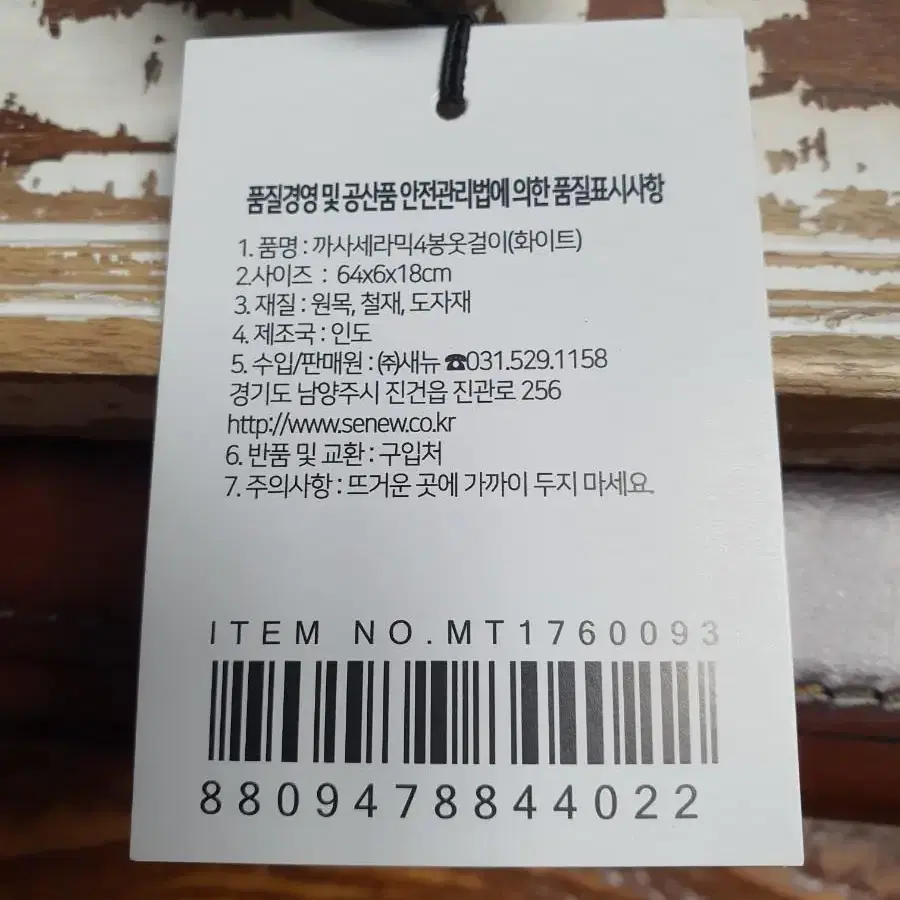 품질경영 및 공산품 안전관리법에 의한 품질표시사항
1. 품명 : 까사세라믹4봉옷걸이(화이트)
2.사이즈 : 64x6x18cm
3. 재질 : 원목, 철재, 도자재
4. 제조국 : 인도
5. 수입/판매원 : ㈜새뉴 ☎031.529.1158
경기도 남양주시 진건읍 진관로 256
http://www.senew.co.kr
6. 반품 및 교환 : 구입처
7. 주의사항 : 뜨거운 곳에 가까이 두지 마세요.
ITEM NO.MT1760093
8809478844022